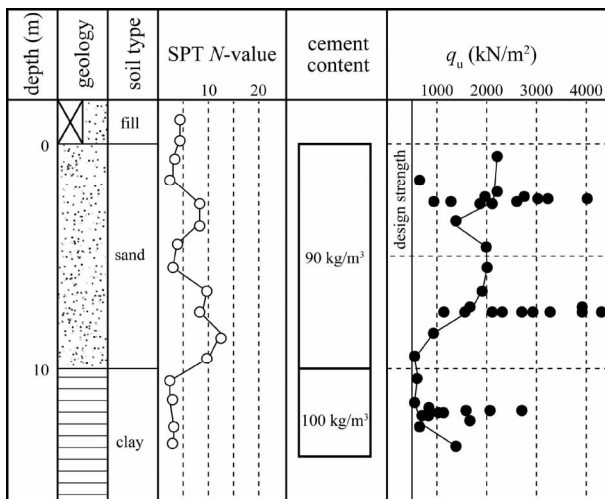 depth (m)
geology
soil type
SPT N-value
cement
content
qu (kN/m²)
10
20
1000
2000
3000
4000
fill
0
design strength
sand
90 kg/m³
10
100 kg/m³
clay